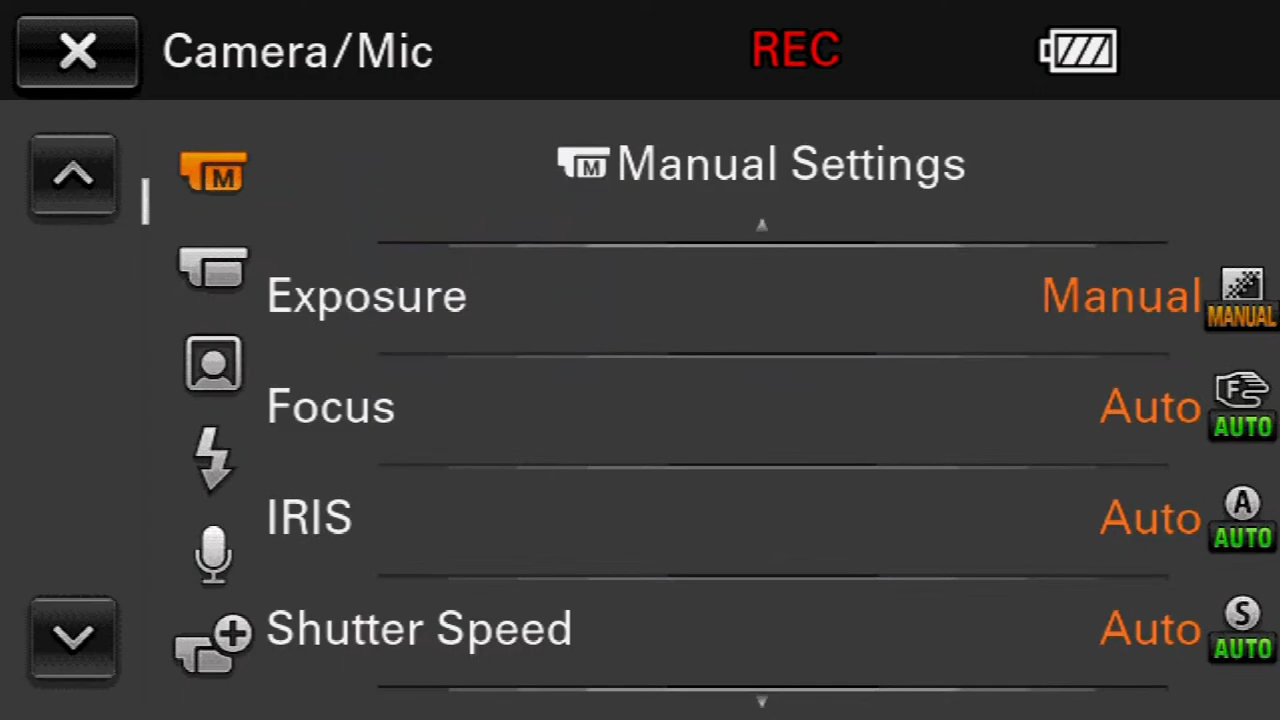 Camera/Mic REC
M Manual Settings
M
Exposure Manual MANUAL
Focus Auto F AUTO
IRIS Auto A AUTO
Shutter Speed Auto S AUTO